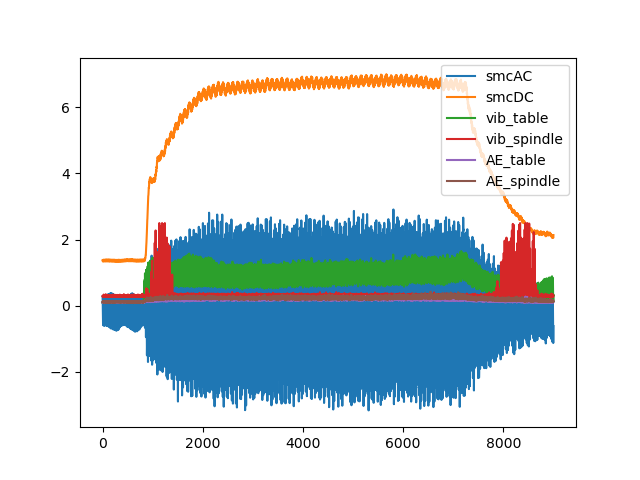 smcAC
smcDC
vib_table
vib_spindle
AE_table
AE_spindle
6
4
2
0
−2
0 2000 4000 6000 8000